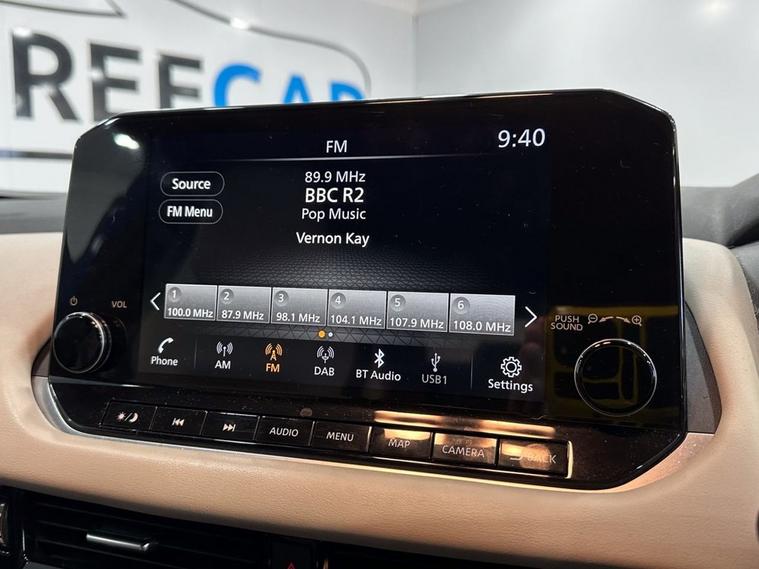 REECAR
FM
9:40
Source
FM Menu
89.9 MHz
BBC R2
Pop Music
Vernon Kay
1
100.0 MHz
2
87.9 MHz
3
98.1 MHz
4
104.1 MHz
5
107.9 MHz
6
108.0 MHz
VOL
PUSH
SOUND
Phone
AM
FM
DAB
BT Audio
USB1
Settings
AUDIO
MENU
MAP
CAMERA
BACK